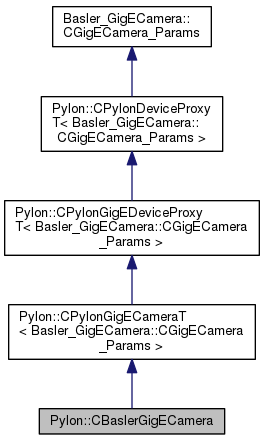 Basler_GigECamera::
CGigECamera_Params
Pylon::CPylonDeviceProxy
T< Basler_GigECamera::
CGigECamera_Params >
Pylon::CPylonGigEDeviceProxy
T< Basler_GigECamera::CGigECamera
_Params >
Pylon::CPylonGigECameraT
< Basler_GigECamera::CGigECamera
_Params >
Pylon::CBaslerGigECamera